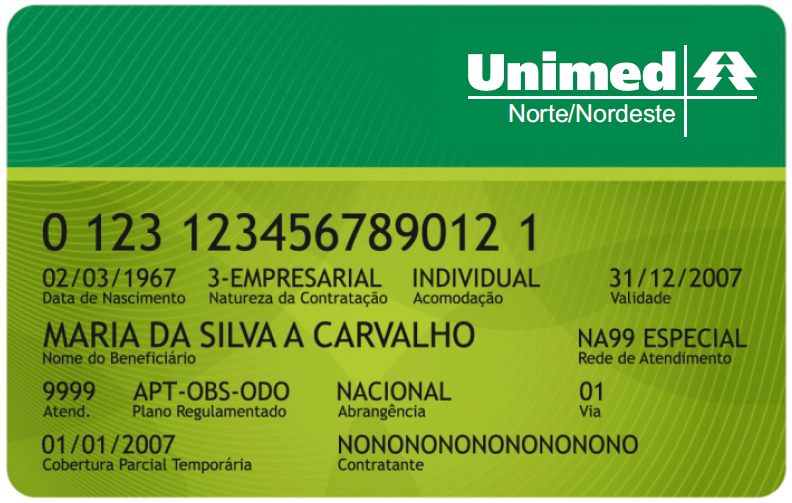 Unimed
Norte/Nordeste
0 123 123456789012 1
02/03/1967 3-EMPRESARIAL INDIVIDUAL 31/12/2007
Data de Nascimento Natureza da Contratação Acomodação Validade
MARIA DA SILVA A CARVALHO NA99 ESPECIAL
Nome do Beneficiário Rede de Atendimento
9999 APT-OBS-ODO NACIONAL 01
Atend. Plano Regulamentado Abrangência Via
01/01/2007 NONONONONONONONONO
Cobertura Parcial Temporária Contratante